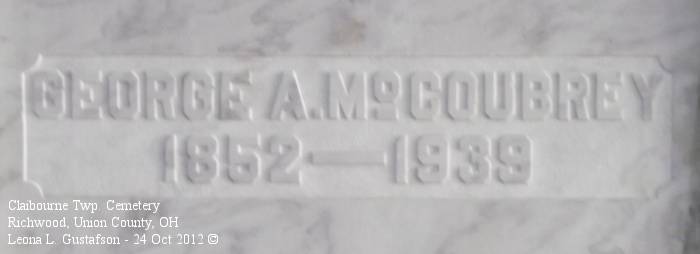 GEORGE A. McCOUBREY
1852—1939
Claibourne Twp. Cemetery
Richwood, Union County, OH
Leona L. Gustafson - 24 Oct 2012 ©